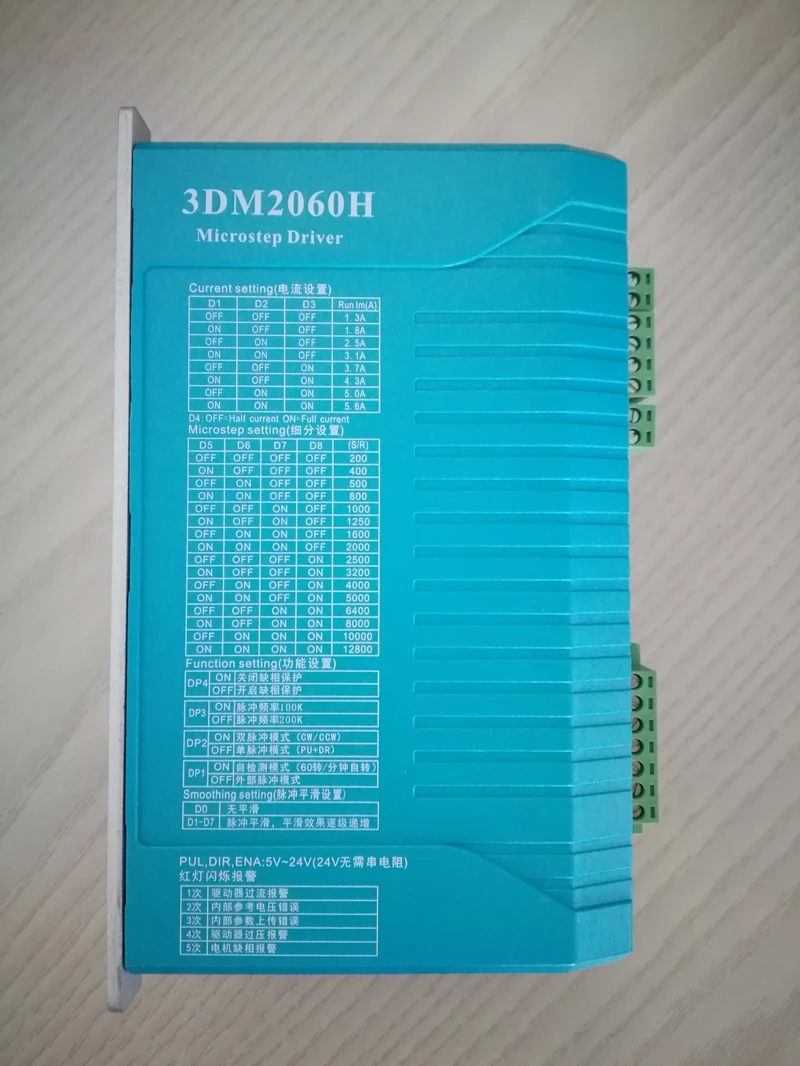 3DM2060H
Microstep Driver
Current setting(电流设置)
D1 D2 D3 Run Im(A)
OFF OFF OFF 1.3A
ON OFF OFF 1.8A
OFF ON OFF 2.5A
ON ON OFF 3.1A
OFF OFF ON 3.7A
ON OFF ON 4.3A
OFF ON ON 5.0A
ON ON ON 5.6A
D4:OFF=Half current ON=Full current
Microstep setting(细分设置)
D5 D6 D7 D8 (S/R)
OFF OFF OFF OFF 200
ON OFF OFF OFF 400
OFF ON OFF OFF 500
ON ON OFF OFF 800
OFF OFF ON OFF 1000
ON OFF ON OFF 1250
OFF ON ON OFF 1600
ON ON ON OFF 2000
OFF OFF OFF ON 2500
ON OFF OFF ON 3200
OFF ON OFF ON 4000
ON ON OFF ON 5000
OFF OFF ON ON 6400
ON OFF ON ON 8000
OFF ON ON ON 10000
ON ON ON ON 12800
Function setting(功能设置)
DP4 ON 关闭缺相保护
OFF 开启缺相保护
DP3 ON 脉冲频率100K
OFF 脉冲频率200K
DP2 ON 双脉冲模式(CW/CCW)
OFF 单脉冲模式(PU+DR)
DP1 ON 自检测模式(60转/分钟自转)
OFF 外部脉冲模式
Smoothing setting(脉冲平滑设置)
D0 无平滑
D1-D7 脉冲平滑，平滑效果逐级递增
PUL,DIR,ENA:5V~24V(24V无需串电阻)
红灯闪烁报警
1次 驱动器过流报警
2次 内部参考电压错误
3次 内部参数上传错误
4次 驱动器过压报警
5次 电机缺相报警